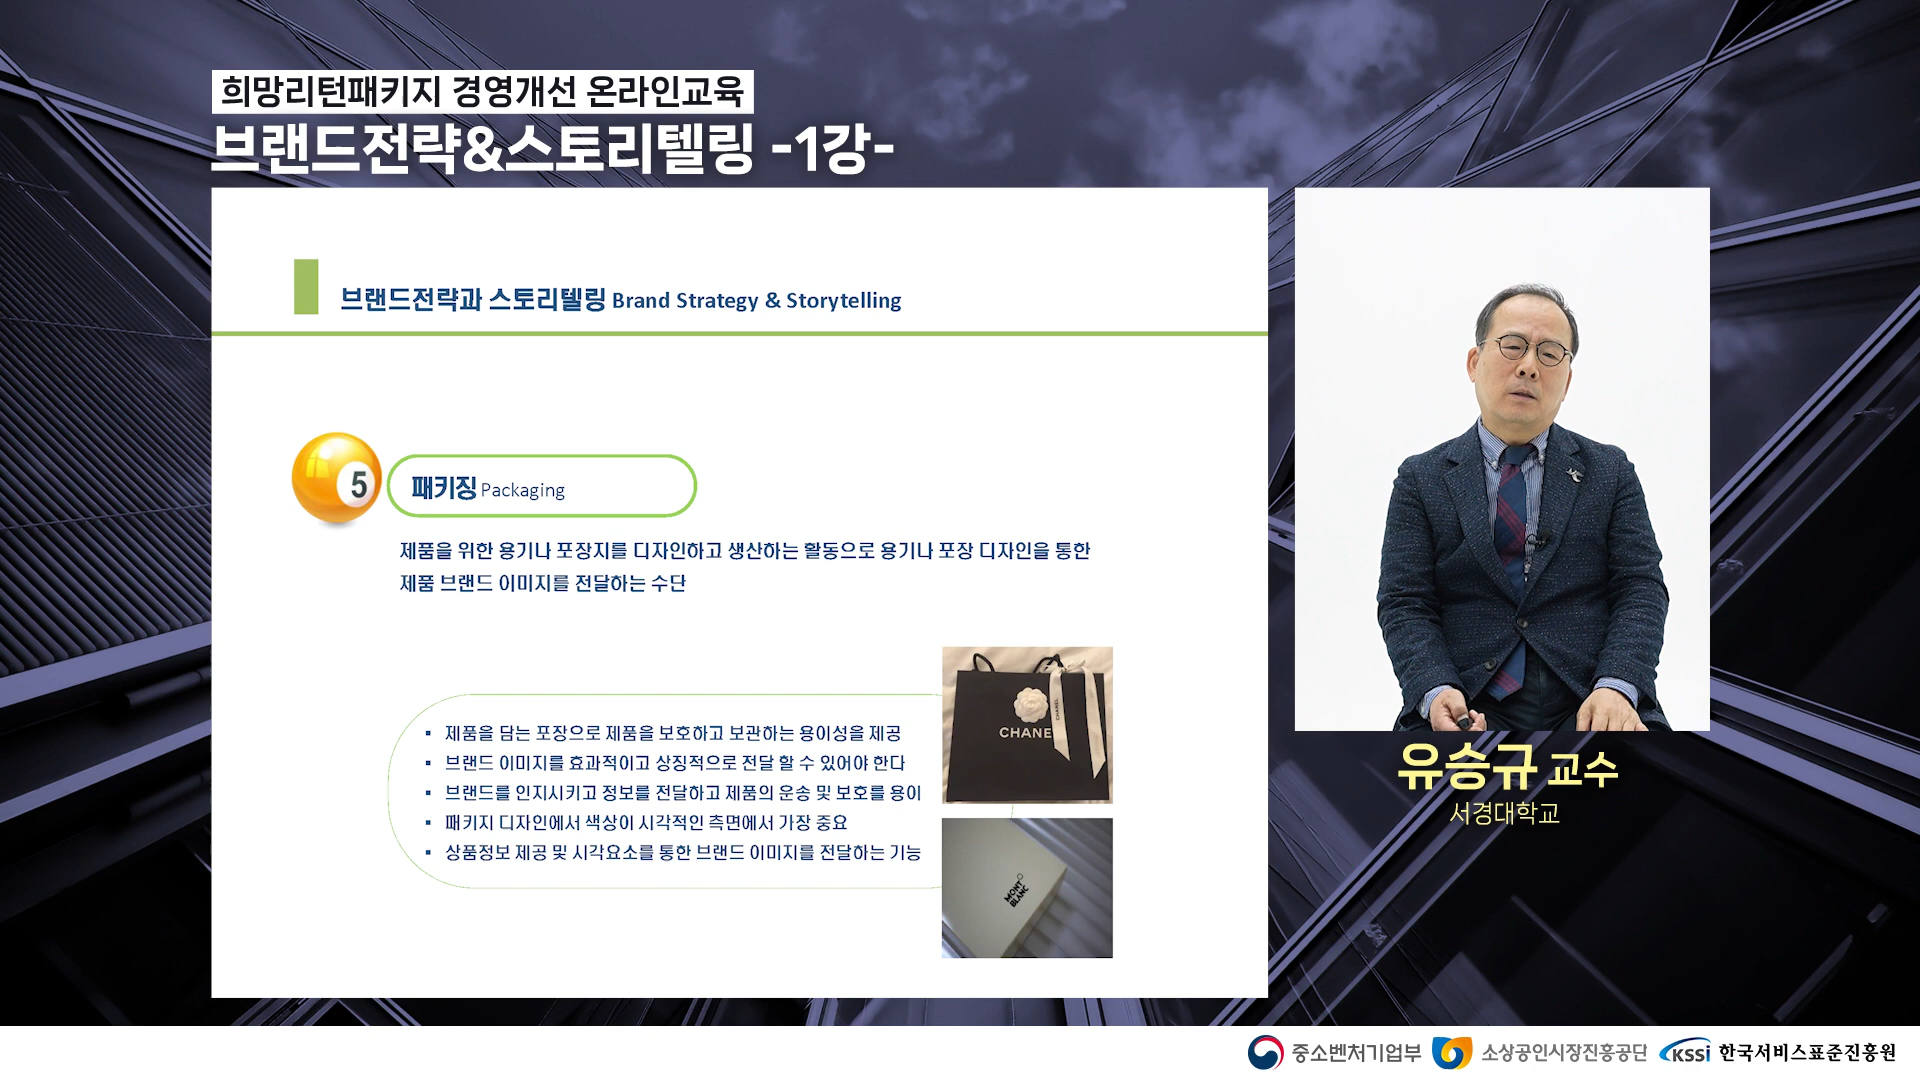 희망리턴패키지 경영개선 온라인교육
브랜드전략&스토리텔링 -1강-
브랜드전략과 스토리텔링 Brand Strategy & Storytelling
5
패키징 Packaging
제품을 위한 용기나 포장지를 디자인하고 생산하는 활동으로 용기나 포장 디자인을 통한
제품 브랜드 이미지를 전달하는 수단
▪ 제품을 담는 포장으로 제품을 보호하고 보관하는 용이성을 제공
▪ 브랜드 이미지를 효과적이고 상징적으로 전달 할 수 있어야 한다
▪ 브랜드를 인지시키고 정보를 전달하고 제품의 운송 및 보호를 용이
▪ 패키지 디자인에서 색상이 시각적인 측면에서 가장 중요
▪ 상품정보 제공 및 시각요소를 통한 브랜드 이미지를 전달하는 기능
CHANE
CHANEL
MONT
BLANC
유승규 교수
서경대학교
중소벤처기업부
소상공인시장진흥공단
KSSi 한국서비스표준진흥원